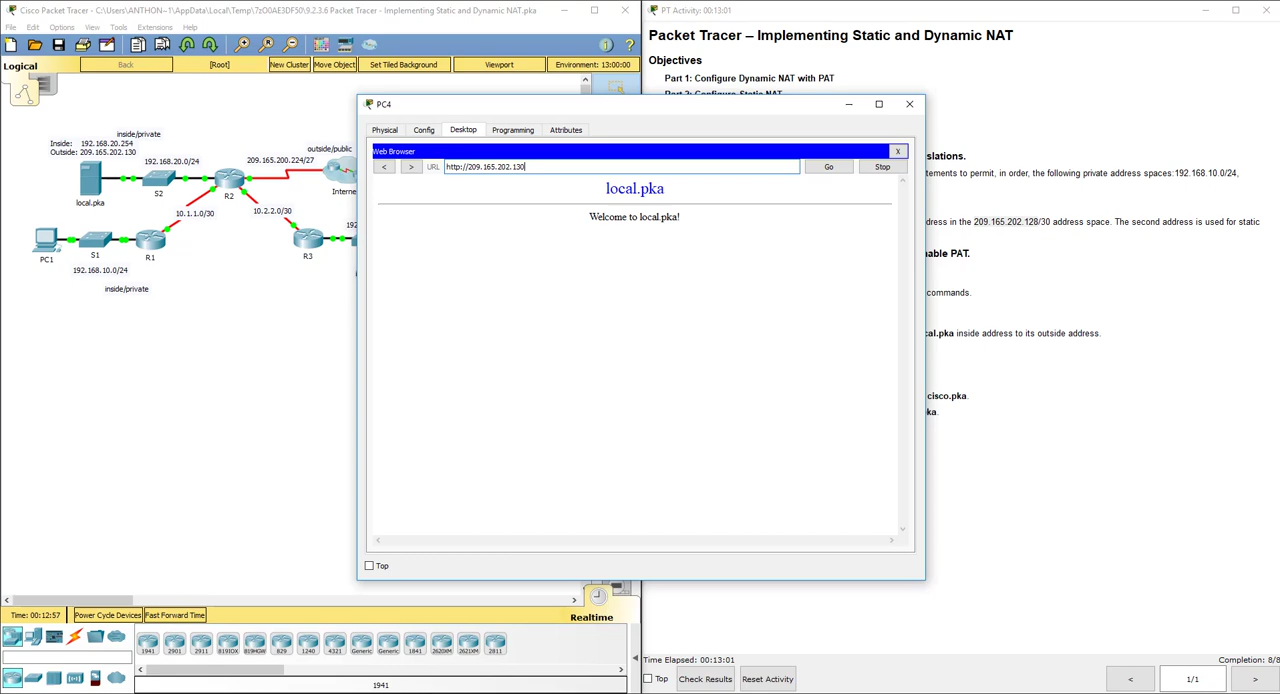 Cisco Packet Tracer - C:\Users\ANTHON~1\AppData\Local\Temp\7zO0AE3DF50\9.2.3.6 Packet Tracer - Implementing Static and Dynamic NAT.pka
File Edit Options View Tools Extensions Help
Logical Back [Root] New Cluster Move Object Set Tiled Background Viewport Environment: 13:00:00
inside/private
Inside: 192.168.20.254
Outside: 209.165.202.130
192.168.20.0/24
209.165.200.224/27
outside/public
Interne
S2
R2
local.pka
10.1.1.0/30
10.2.2.0/30
192
PC1
S1
R1
R3
192.168.10.0/24
inside/private
PC4
Physical Config Desktop Programming Attributes
Web Browser X
< > URL http://209.165.202.130 Go Stop
local.pka
Welcome to local.pka!
Top
Time: 00:12:57 Power Cycle Devices Fast Forward Time Realtime
1941 2901 2911 819IOX 819HGW 829 1240 4321 Generic Generic 1841 2620XM 2621XM 2811
1941
PT Activity: 00:13:01
Packet Tracer – Implementing Static and Dynamic NAT
Objectives
Part 1: Configure Dynamic NAT with PAT
Part 2: Configure Static NAT
slations.
tements to permit, in order, the following private address spaces:192.168.10.0/24,
dress in the 209.165.202.128/30 address space. The second address is used for static
nable PAT.
commands.
cal.pka inside address to its outside address.
cisco.pka.
ka.
Time Elapsed: 00:13:01 Completion: 8/8
Top Check Results Reset Activity < 1/1 >